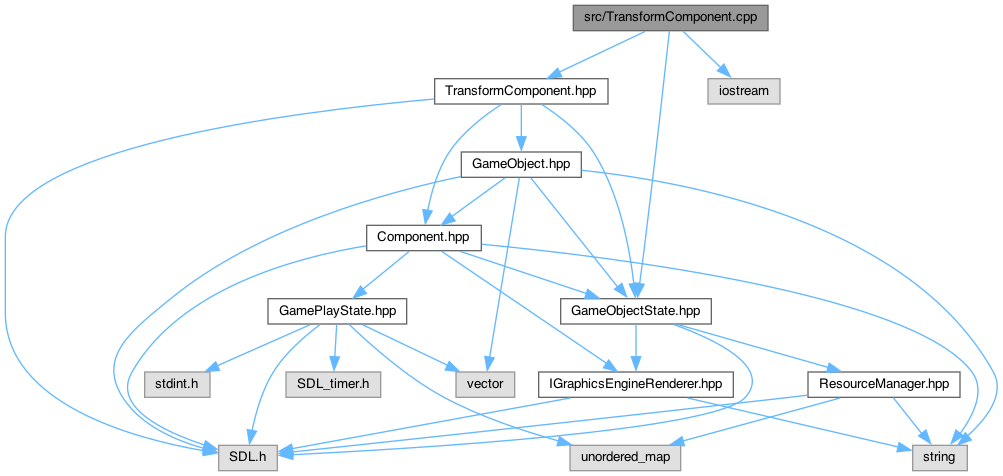 src/TransformComponent.cpp
TransformComponent.hpp
iostream
GameObject.hpp
Component.hpp
GamePlayState.hpp
GameObjectState.hpp
stdint.h
SDL_timer.h
vector
IGraphicsEngineRenderer.hpp
ResourceManager.hpp
SDL.h
unordered_map
string